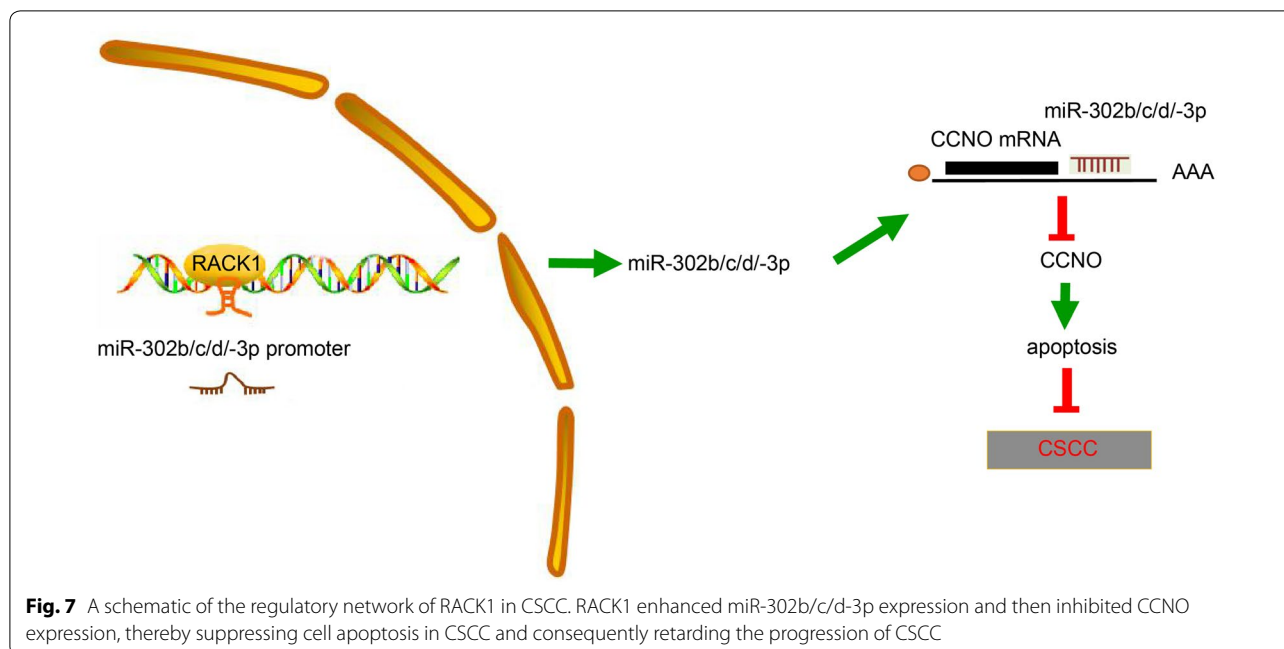 miR-302b/c/d/-3p
CCNO mRNA
AAA
RACK1
miR-302b/c/d/-3p
CCNO
miR-302b/c/d/-3p promoter
apoptosis
CSCC
Fig. 7 A schematic of the regulatory network of RACK1 in CSCC. RACK1 enhanced miR-302b/c/d-3p expression and then inhibited CCNO
expression, thereby suppressing cell apoptosis in CSCC and consequently retarding the progression of CSCC